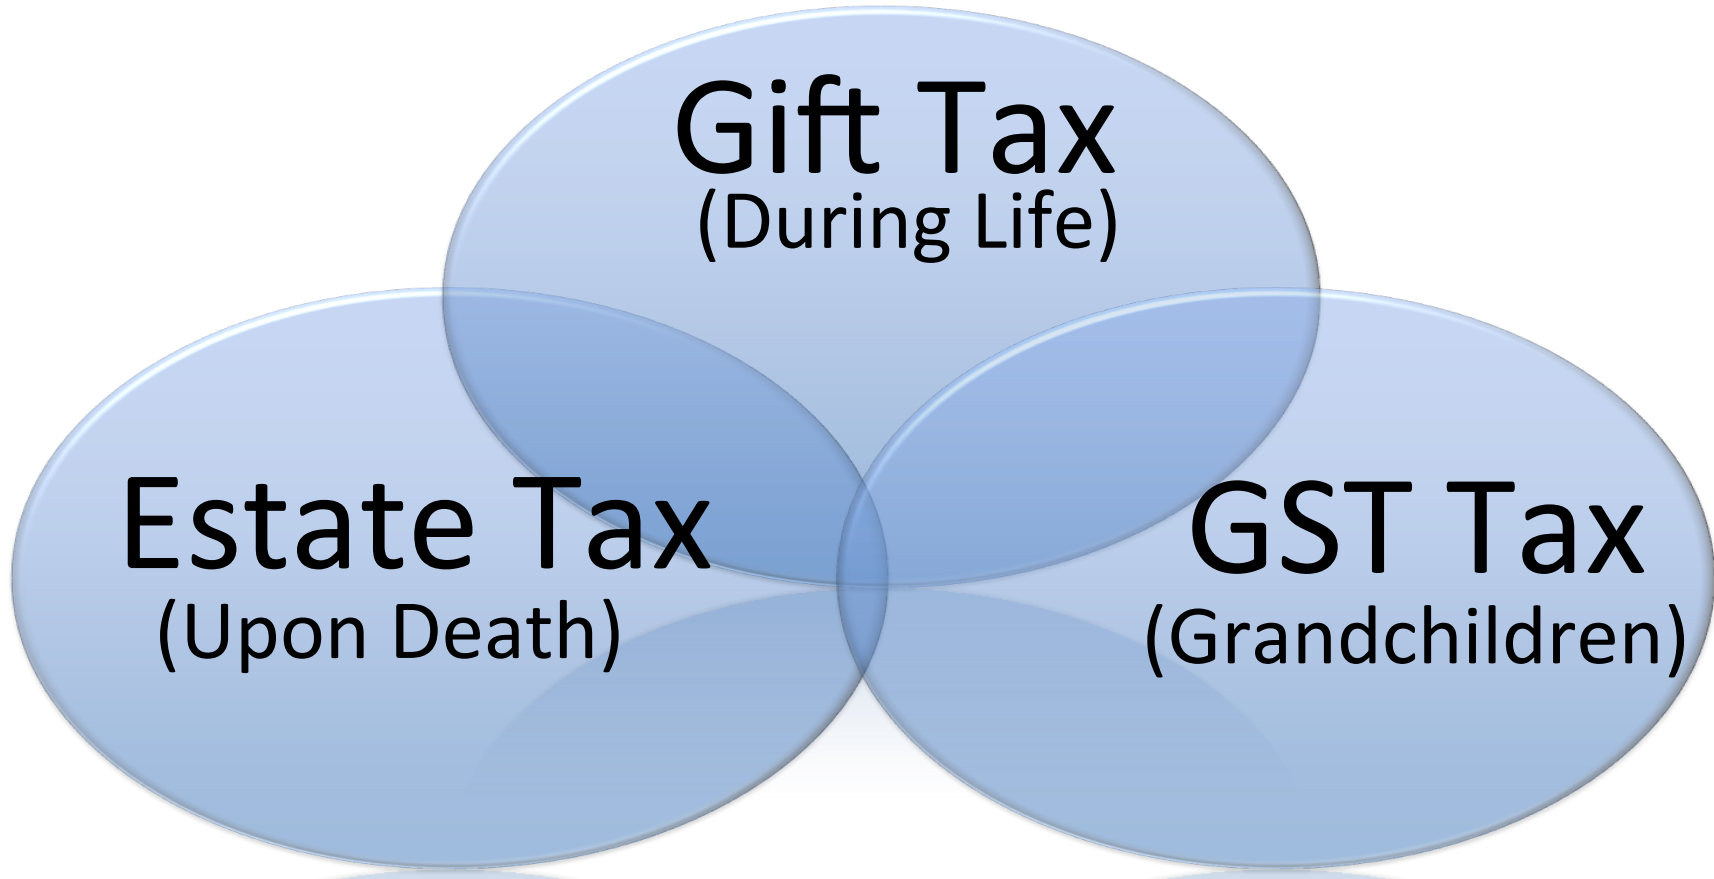 Gift Tax
(During Life)
Estate Tax
(Upon Death)
GST Tax
(Grandchildren)